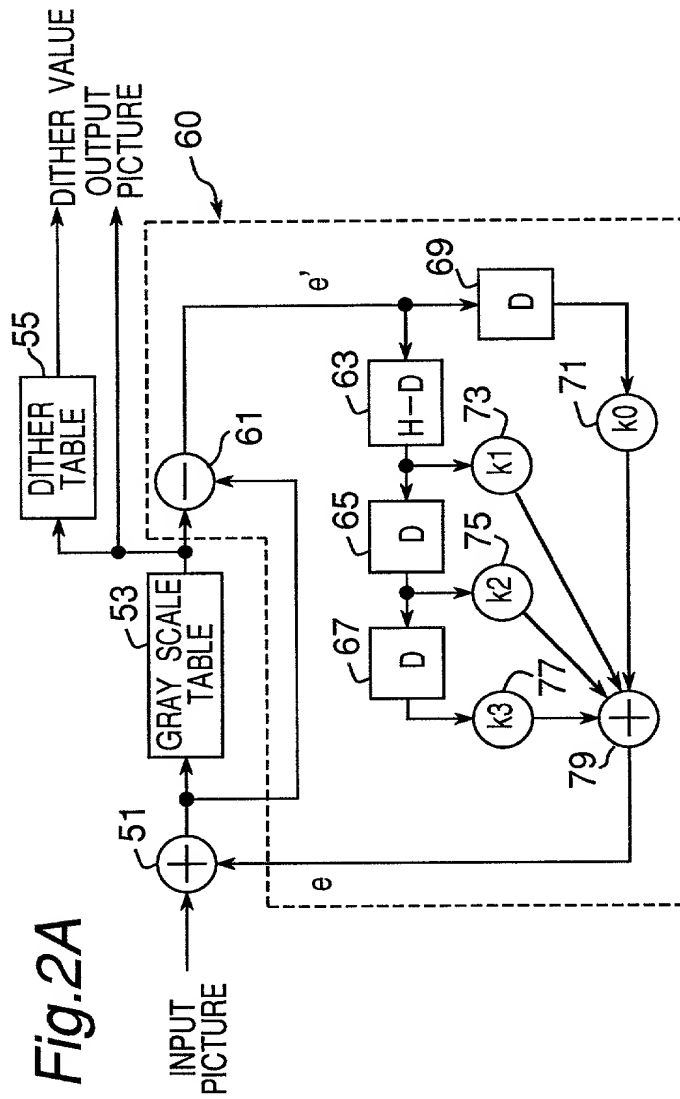 Fig.2A
INPUT
PICTURE
51
+
e
GRAY SCALE
TABLE
53
DITHER
TABLE
55
DITHER VALUE
OUTPUT
PICTURE
60
−
61
e'
H-D
63
D
65
D
67
D
69
k0
71
k1
73
k2
75
k3
77
+
79